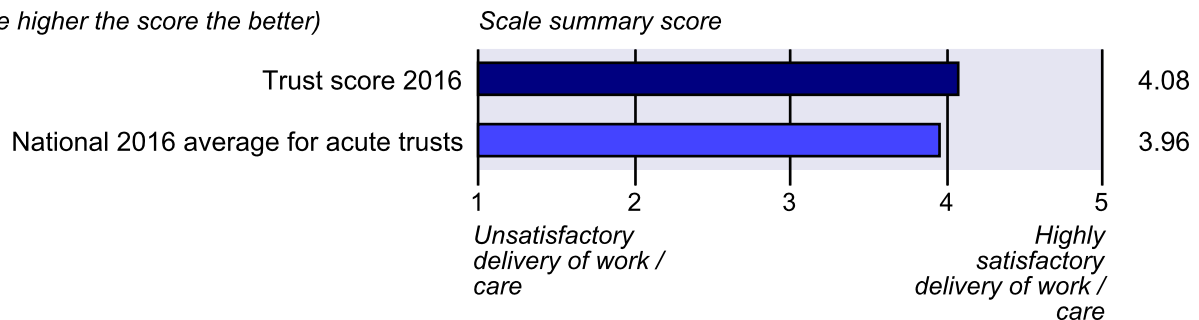 e higher the score the better)
Scale summary score
Trust score 2016
4.08
National 2016 average for acute trusts
3.96
1 2 3 4 5
Unsatisfactory
delivery of work /
care
Highly
satisfactory
delivery of work /
care